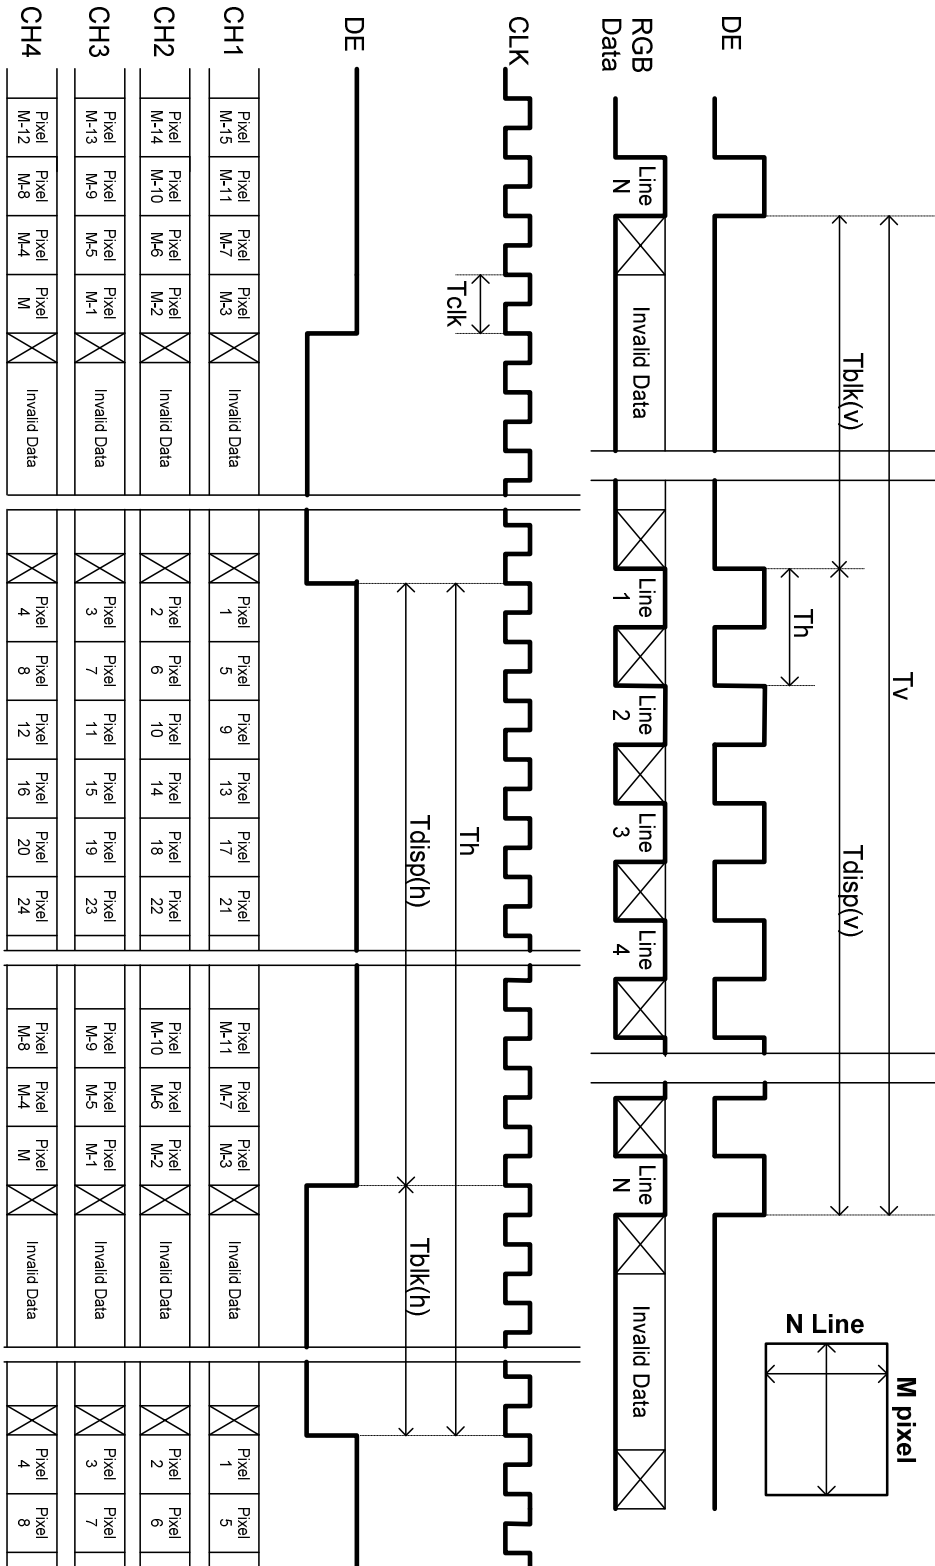 Tv
Tblk(v)
Tdisp(v)
Th
DE
RGB
Data
Line
N
Invalid Data
Line
1
Line
2
Line
3
Line
4
Line
N
Invalid Data
N Line
M pixel
CLK
Tclk
Th
Tdisp(h)
Tblk(h)
DE
CH1
Pixel
M-15
Pixel
M-11
Pixel
M-7
Pixel
M-3
Invalid Data
Pixel
1
Pixel
5
Pixel
9
Pixel
13
Pixel
17
Pixel
21
Pixel
M-11
Pixel
M-7
Pixel
M-3
Invalid Data
Pixel
1
Pixel
5
CH2
Pixel
M-14
Pixel
M-10
Pixel
M-6
Pixel
M-2
Invalid Data
Pixel
2
Pixel
6
Pixel
10
Pixel
14
Pixel
18
Pixel
22
Pixel
M-10
Pixel
M-6
Pixel
M-2
Invalid Data
Pixel
2
Pixel
6
CH3
Pixel
M-13
Pixel
M-9
Pixel
M-5
Pixel
M-1
Invalid Data
Pixel
3
Pixel
7
Pixel
11
Pixel
15
Pixel
19
Pixel
23
Pixel
M-9
Pixel
M-5
Pixel
M-1
Invalid Data
Pixel
3
Pixel
7
CH4
Pixel
M-12
Pixel
M-8
Pixel
M-4
Pixel
M
Invalid Data
Pixel
4
Pixel
8
Pixel
12
Pixel
16
Pixel
20
Pixel
24
Pixel
M-8
Pixel
M-4
Pixel
M
Invalid Data
Pixel
4
Pixel
8